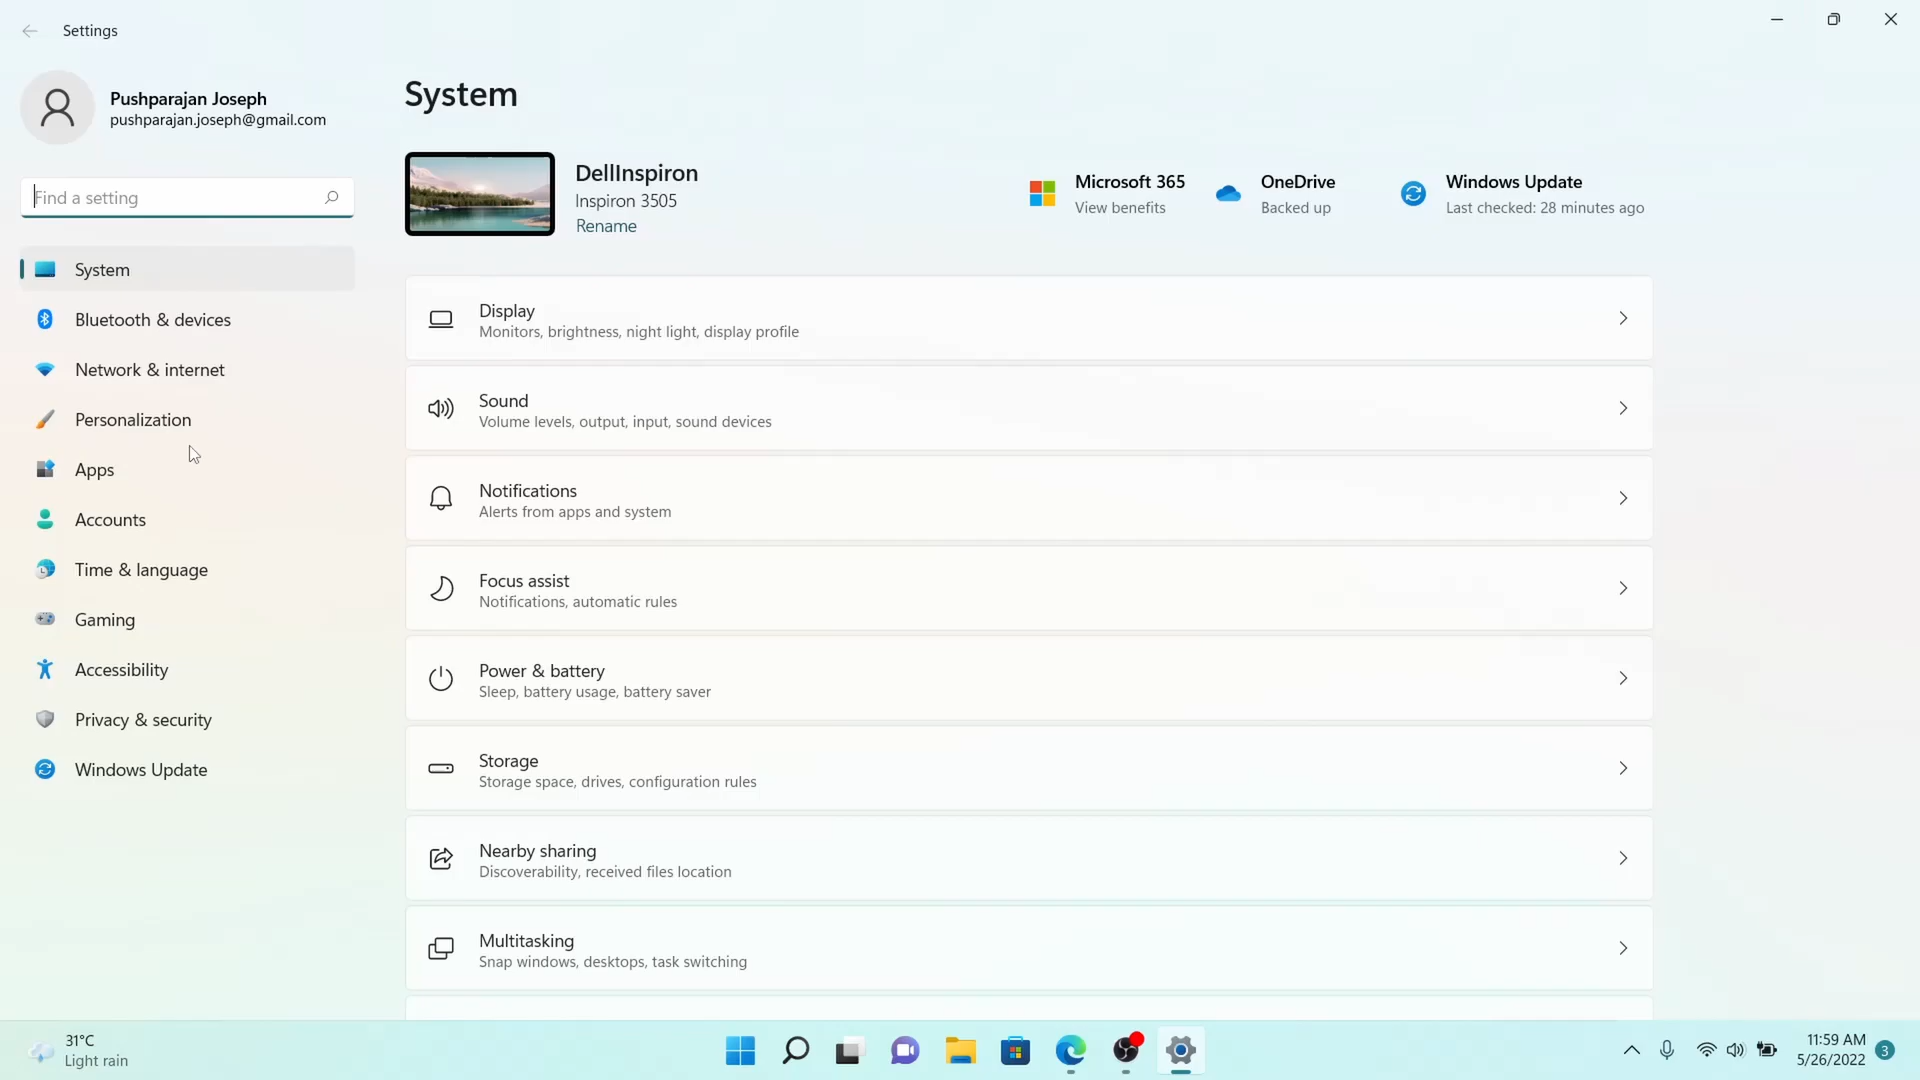 Settings
Pushparajan Joseph
pushparajan.joseph@gmail.com
Find a setting
System
Bluetooth & devices
Network & internet
Personalization
Apps
Accounts
Time & language
Gaming
Accessibility
Privacy & security
Windows Update
System
DellInspiron
Inspiron 3505
Rename
Microsoft 365
View benefits
OneDrive
Backed up
Windows Update
Last checked: 28 minutes ago
Display
Monitors, brightness, night light, display profile
Sound
Volume levels, output, input, sound devices
Notifications
Alerts from apps and system
Focus assist
Notifications, automatic rules
Power & battery
Sleep, battery usage, battery saver
Storage
Storage space, drives, configuration rules
Nearby sharing
Discoverability, received files location
Multitasking
Snap windows, desktops, task switching
31°C
Light rain
11:59 AM
5/26/2022
3